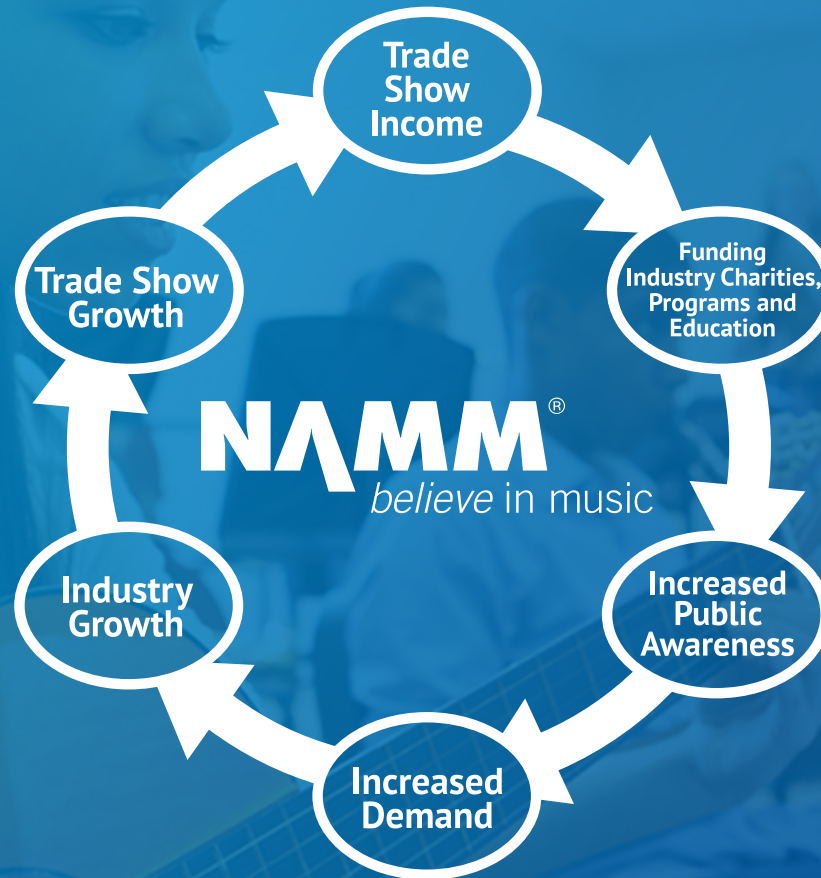 Trade
Show
Income
Funding
Industry Charities,
Programs and
Education
Increased
Public
Awareness
Increased
Demand
Industry
Growth
Trade Show
Growth
NAMM®
believe in music